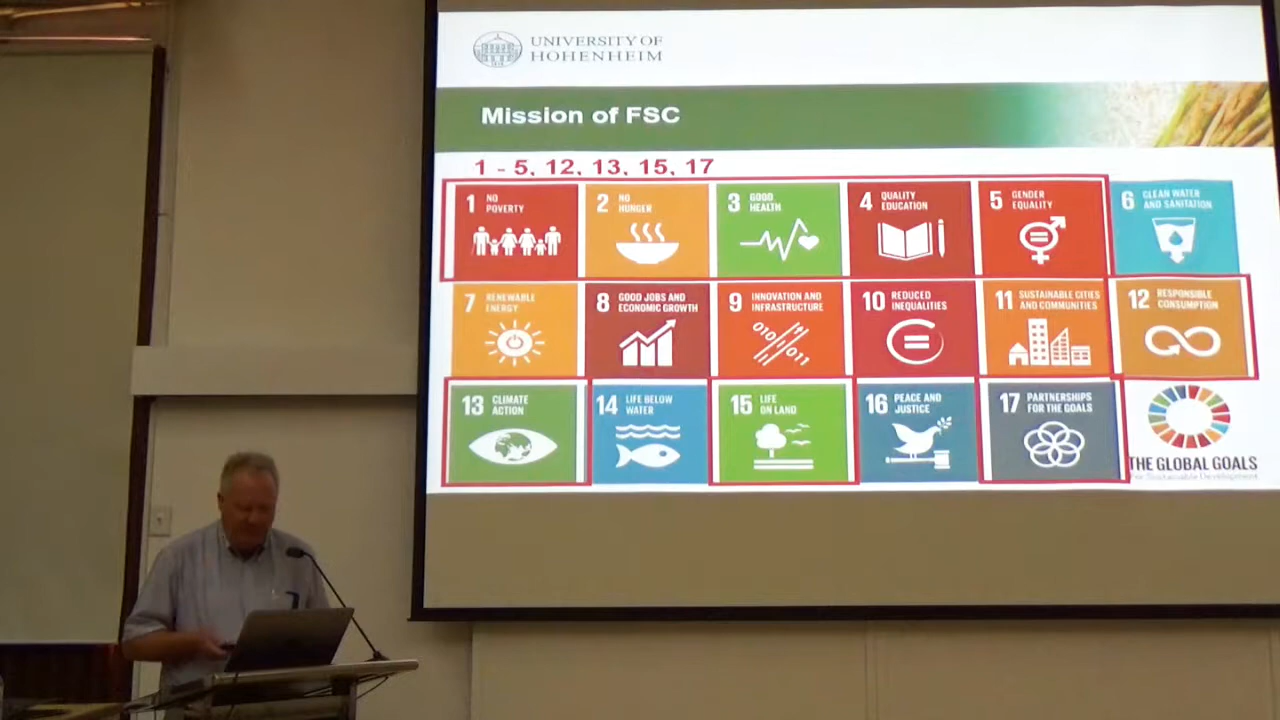 UNIVERSITY OF
HOHENHEIM
Mission of FSC
1 - 5, 12, 13, 15, 17
1 NO
POVERTY
2 NO
HUNGER
3 GOOD
HEALTH
4 QUALITY
EDUCATION
5 GENDER
EQUALITY
6 CLEAN WATER
AND SANITATION
7 RENEWABLE
ENERGY
8 GOOD JOBS AND
ECONOMIC GROWTH
9 INNOVATION AND
INFRASTRUCTURE
10 REDUCED
INEQUALITIES
11 SUSTAINABLE CITIES
AND COMMUNITIES
12 RESPONSIBLE
CONSUMPTION
13 CLIMATE
ACTION
14 LIFE BELOW
WATER
15 LIFE
ON LAND
16 PEACE AND
JUSTICE
17 PARTNERSHIPS
FOR THE GOALS
THE GLOBAL GOALS
For Sustainable Development